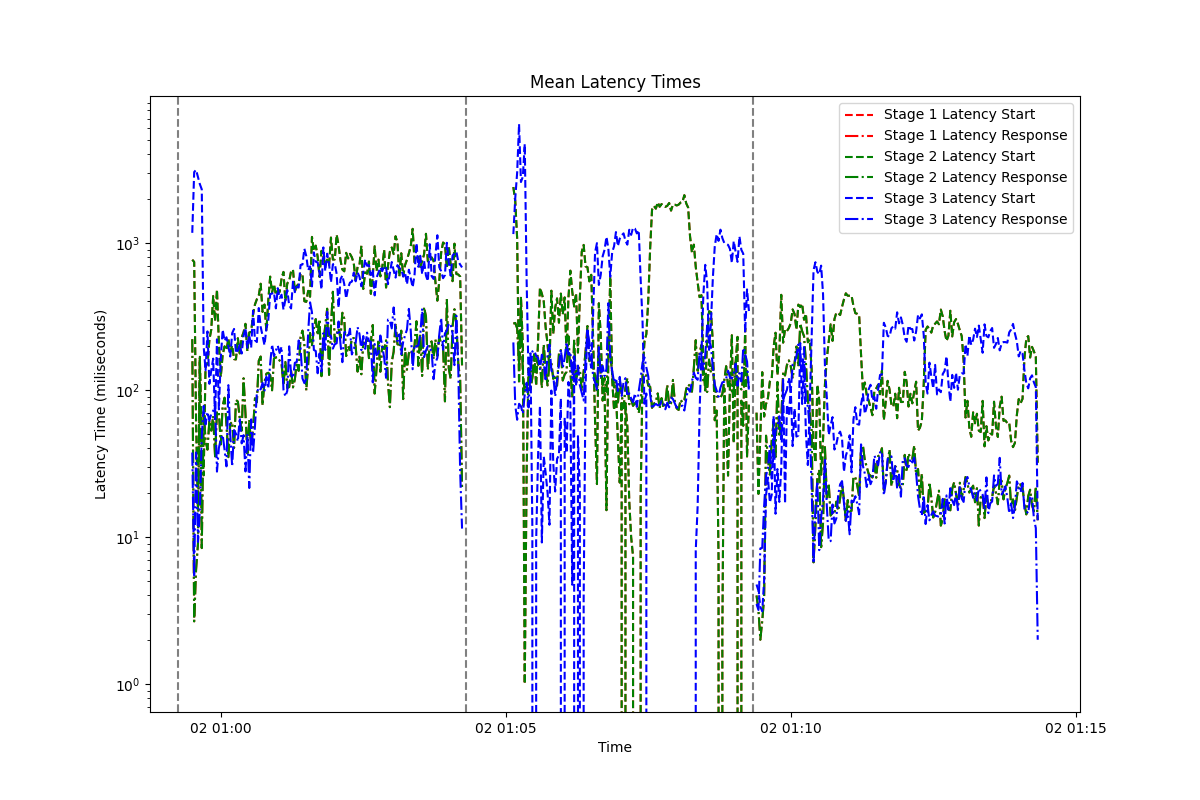 Mean Latency Times
Latency Time (miliseconds)
10³
10²
10¹
10⁰
Stage 1 Latency Start
Stage 1 Latency Response
Stage 2 Latency Start
Stage 2 Latency Response
Stage 3 Latency Start
Stage 3 Latency Response
02 01:00 02 01:05 02 01:10 02 01:15
Time